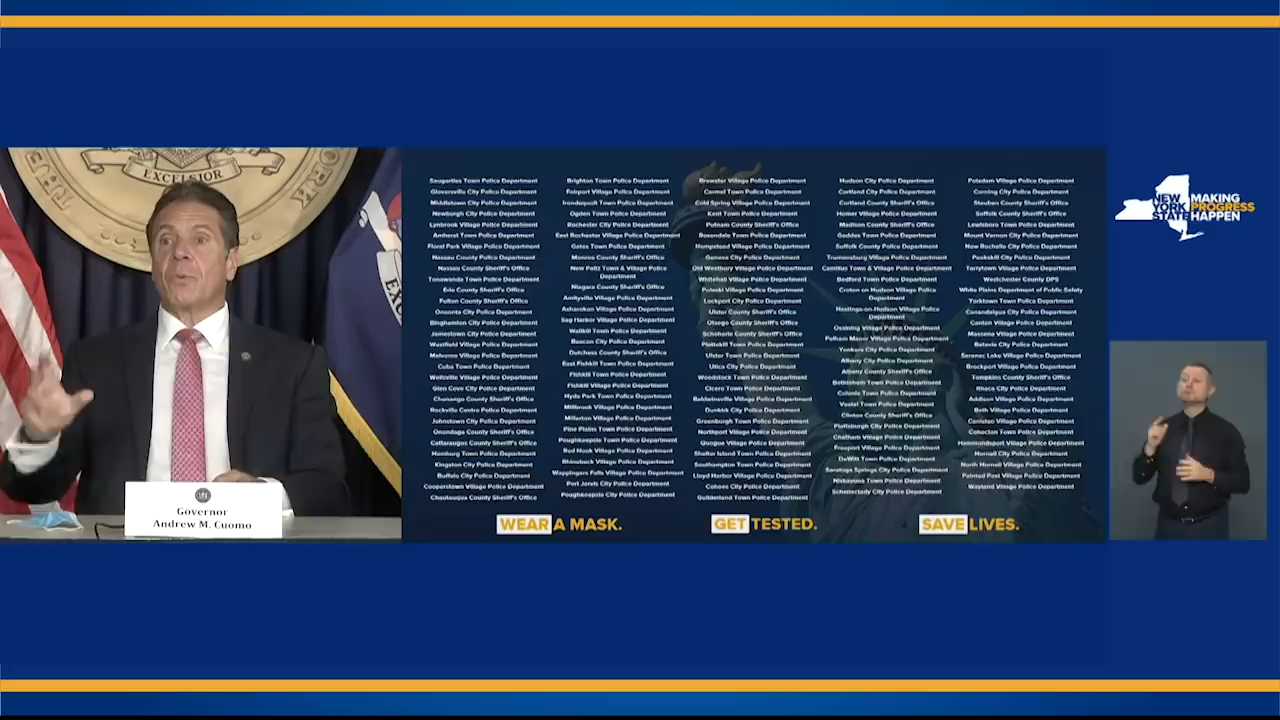 EXCELSIOR
Governor
Andrew M. Cuomo
Saugerties Town Police Department
Gloversville City Police Department
Middletown City Police Department
Newburgh City Police Department
Lynbrook Village Police Department
Amherst Town Police Department
Floral Park Village Police Department
Nassau County Police Department
Nassau County Sheriff's Office
Tonawanda Town Police Department
Erie County Sheriff's Office
Fulton County Sheriff's Office
Oneonta City Police Department
Binghamton City Police Department
Jamestown City Police Department
Westfield Village Police Department
Malverne Village Police Department
Cuba Town Police Department
Wellsville Village Police Department
Glen Cove City Police Department
Chenango County Sheriff's Office
Rockville Centre Police Department
Johnstown City Police Department
Onondaga County Sheriff's Office
Cattaraugus County Sheriff's Office
Hamburg Town Police Department
Kingston City Police Department
Buffalo City Police Department
Cooperstown Village Police Department
Chautauqua County Sheriff's Office
Brighton Town Police Department
Fairport Village Police Department
Irondequoit Town Police Department
Ogden Town Police Department
Rochester City Police Department
East Rochester Village Police Department
Gates Town Police Department
Monroe County Sheriff's Office
New Paltz Town & Village Police
Department
Niagara County Sheriff's Office
Amityville Village Police Department
Asharoken Village Police Department
Sag Harbor Village Police Department
Wallkill Town Police Department
Beacon City Police Department
Dutchess County Sheriff's Office
East Fishkill Town Police Department
Fishkill Town Police Department
Fishkill Village Police Department
Hyde Park Town Police Department
Millbrook Village Police Department
Millerton Village Police Department
Pine Plains Town Police Department
Poughkeepsie Town Police Department
Red Hook Village Police Department
Rhinebeck Village Police Department
Wappingers Falls Village Police Department
Port Jervis City Police Department
Poughkeepsie City Police Department
Brewster Village Police Department
Carmel Town Police Department
Cold Spring Village Police Department
Kent Town Police Department
Putnam County Sheriff's Office
Rosendale Town Police Department
Hempstead Village Police Department
Geneva City Police Department
Old Westbury Village Police Department
Whitehall Village Police Department
Pulaski Village Police Department
Lockport City Police Department
Ulster County Sheriff's Office
Otsego County Sheriff's Office
Schoharie County Sheriff's Office
Plattekill Town Police Department
Ulster Town Police Department
Utica City Police Department
Woodstock Town Police Department
Cicero Town Police Department
Baldwinsville Village Police Department
Dunkirk City Police Department
Greenburgh Town Police Department
Northport Village Police Department
Quogue Village Police Department
Shelter Island Town Police Department
Southampton Town Police Department
Lloyd Harbor Village Police Department
Cohoes City Police Department
Guilderland Town Police Department
Hudson City Police Department
Cortland City Police Department
Cortland County Sheriff's Office
Homer Village Police Department
Madison County Sheriff's Office
Geddes Town Police Department
Suffolk County Police Department
Trumansburg Village Police Department
Camillus Town & Village Police Department
Bedford Town Police Department
Croton on Hudson Village Police
Department
Hastings-on-Hudson Village Police
Department
Ossining Village Police Department
Pelham Manor Village Police Department
Yonkers City Police Department
Albany City Police Department
Albany County Sheriff's Office
Bethlehem Town Police Department
Colonie Town Police Department
Vestal Town Police Department
Clinton County Sheriff's Office
Plattsburgh City Police Department
Chatham Village Police Department
Freeport Village Police Department
DeWitt Town Police Department
Saratoga Springs City Police Department
Niskayuna Town Police Department
Schenectady City Police Department
Potsdam Village Police Department
Corning City Police Department
Steuben County Sheriff's Office
Suffolk County Sheriff's Office
Lewisboro Town Police Department
Mount Vernon City Police Department
New Rochelle City Police Department
Peekskill City Police Department
Tarrytown Village Police Department
Westchester County DPS
White Plains Department of Public Safety
Yorktown Town Police Department
Canandaigua City Police Department
Canton Village Police Department
Massena Village Police Department
Batavia City Police Department
Saranac Lake Village Police Department
Brockport Village Police Department
Tompkins County Sheriff's Office
Ithaca City Police Department
Addison Village Police Department
Bath Village Police Department
Canisteo Village Police Department
Cohocton Town Police Department
Hammondsport Village Police Department
Hornell City Police Department
North Hornell Village Police Department
Painted Post Village Police Department
Wayland Village Police Department
WEAR A MASK. GET TESTED. SAVE LIVES.
NEW YORK STATE
MAKING
PROGRESS
HAPPEN